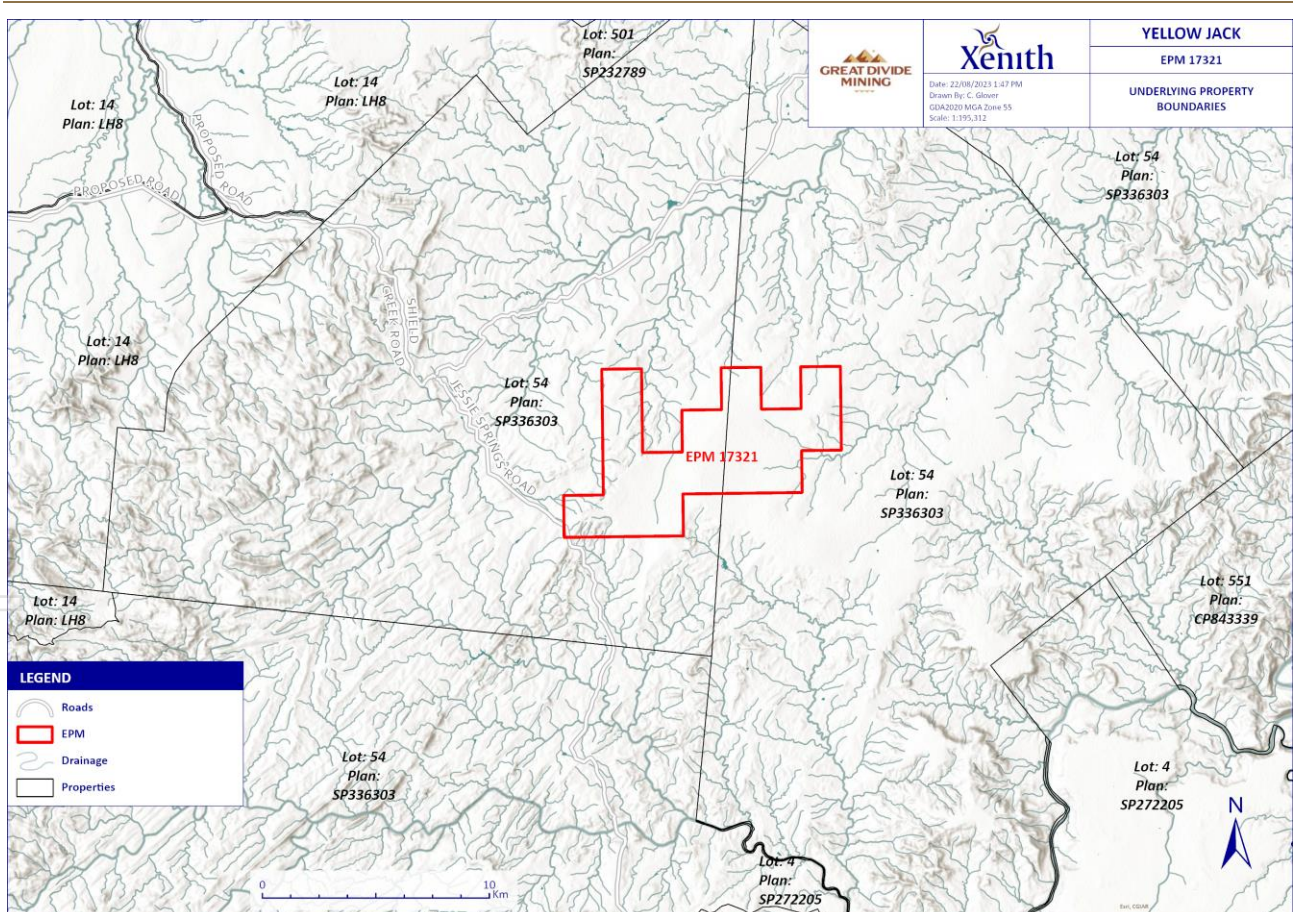 Lot: 501
Plan:
SP232789
GREAT DIVIDE
MINING
Xenith
Date: 22/08/2023 1:47 PM
Drawn By: C. Glover
GDA2020 MGA Zone 55
Scale: 1:195,312
YELLOW JACK
EPM 17321
UNDERLYING PROPERTY
BOUNDARIES
Lot: 14
Plan: LH8
Lot: 14
Plan: LH8
PROPOSED ROAD
PROPOSED ROAD
Lot: 54
Plan:
SP336303
SHIELD
CREEK ROAD
Lot: 14
Plan: LH8
JESSIE SPRINGS ROAD
Lot: 54
Plan:
SP336303
EPM 17321
Lot: 54
Plan:
SP336303
Lot: 551
Plan:
CP843339
Lot: 14
Plan: LH8
LEGEND
Roads
EPM
Drainage
Properties
Lot: 54
Plan:
SP336303
Lot: 4
Plan:
SP272205
N
Lot: 4
Plan:
SP272205
0
10
Km
Esri, CGIAR